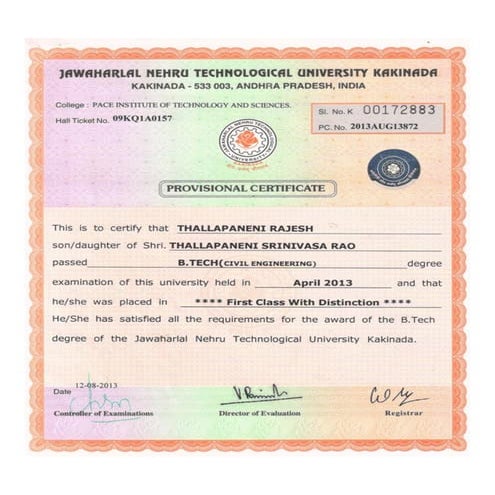 JAWAHARLAL NEHRU TECHNOLOGICAL UNIVERSITY KAKINADA
KAKINADA - 533 003, ANDHRA PRADESH, INDIA
College : PACE INSTITUTE OF TECHNOLOGY AND SCIENCES.
Hall Ticket No. 09KQ1A0157
Sl. No. K 00172883
PC. No. 2013AUG13872
PROVISIONAL CERTIFICATE
This is to certify that THALLAPANENI RAJESH
son/daughter of Shri. THALLAPANENI SRINIVASA RAO
passed B.TECH(CIVIL ENGINEERING) degree
examination of this university held in April 2013 and that
he/she was placed in **** First Class With Distinction ****
He/She has satisfied all the requirements for the award of the B.Tech
degree of the Jawaharlal Nehru Technological University Kakinada.
Date 12-08-2013
Controller of Examinations
Director of Evaluation
Registrar